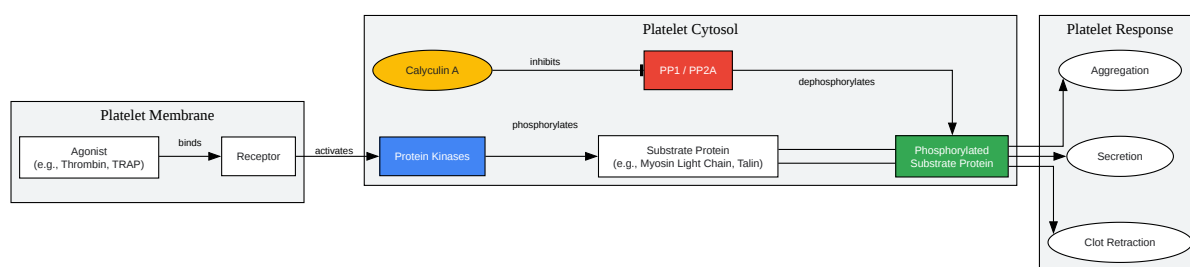 Platelet Membrane
Agonist
(e.g., Thrombin, TRAP)
binds
Receptor
activates
Platelet Cytosol
Calyculin A
inhibits
PP1 / PP2A
dephosphorylates
Protein Kinases
phosphorylates
Substrate Protein
(e.g., Myosin Light Chain, Talin)
Phosphorylated
Substrate Protein
Platelet Response
Aggregation
Secretion
Clot Retraction